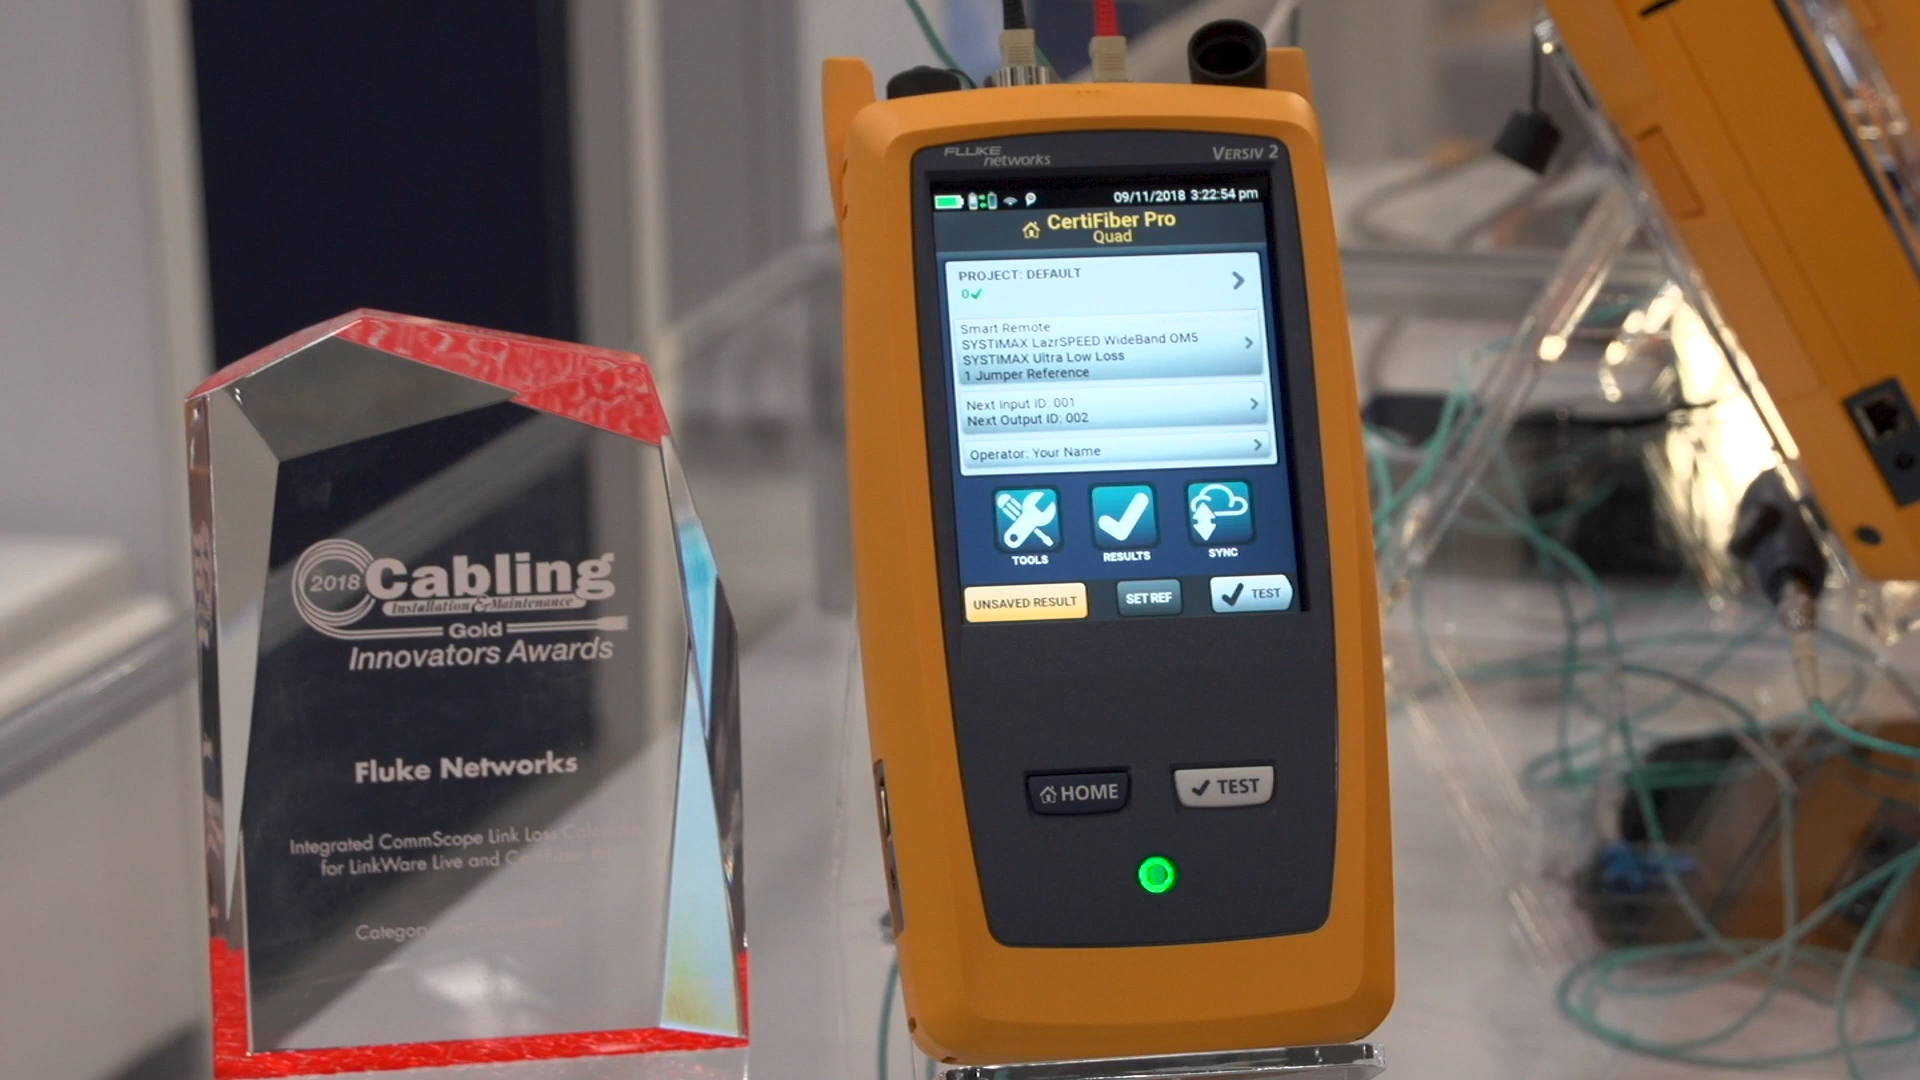 2018 Cabling
Installation & Maintenance
Gold
Innovators Awards
Fluke Networks
Integrated CommScope Link Loss
for LinkWare Live and
Category
FLUKE
networks
VERSIV 2
09/11/2018 3:22:54 pm
CertiFiber Pro
Quad
PROJECT: DEFAULT
0
Smart Remote
SYSTIMAX LazrSPEED WideBand OM5
SYSTIMAX Ultra Low Loss
1 Jumper Reference
Next Input ID: 001
Next Output ID: 002
Operator: Your Name
TOOLS
RESULTS
SYNC
UNSAVED RESULT
SET REF
TEST
HOME
TEST